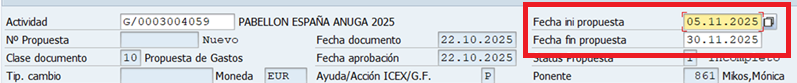 Actividad G/0003004059 PABELLON ESPAÑA ANUGA 2025 Fecha ini propuesta 05.11.2025
Nº Propuesta Nuevo Fecha documento 22.10.2025 Fecha fin propuesta 30.11.2025
Clase documento 10 Propuesta de Gastos Fecha aprobación 22.10.2025 Status Propuesta 1 Incompleto
Tip. cambio Moneda EUR Ayuda/Acción ICEX/G.F. P Ponente 861 Mikos,Mónica